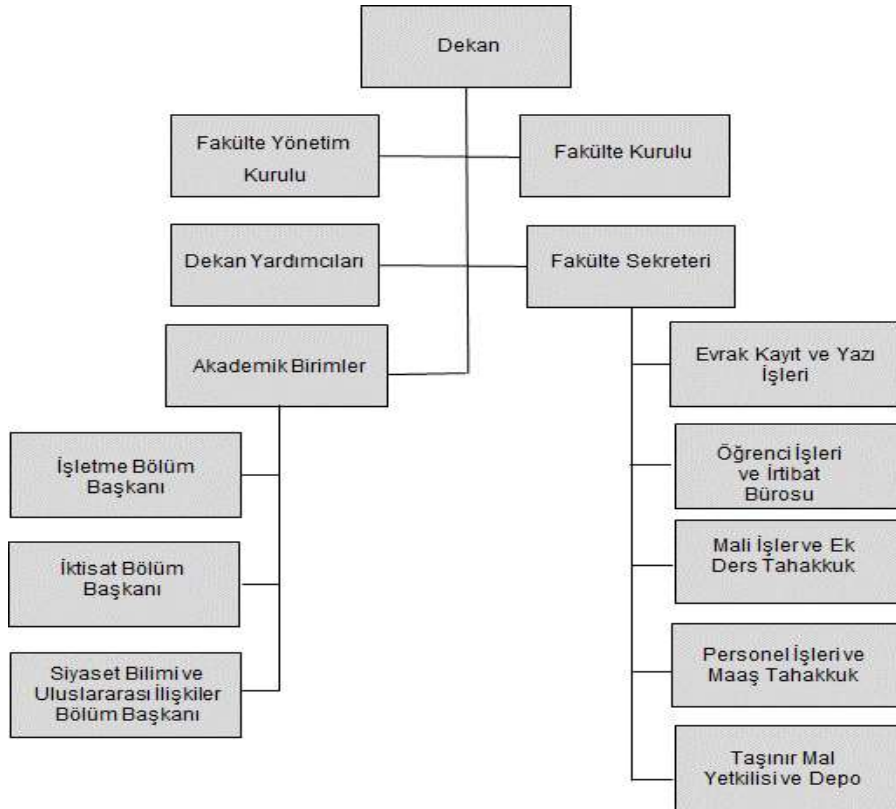 Dekan
Fakülte Yönetim
Kurulu
Fakülte Kurulu
Dekan Yardımcıları
Fakülte Sekreteri
Akademik Birimler
İşletme Bölüm
Başkanı
İktisat Bölüm
Başkanı
Siyaset Bilimi ve
Uluslararası İlişkiler
Bölüm Başkanı
Evrak Kayıt ve Yazı
İşleri
Öğrenci İşleri
ve İrtibat
Bürosu
Mali İşler ve Ek
Ders Tahakkuk
Personel İşleri ve
Maaş Tahakkuk
Taşınır Mal
Yetkilisi ve Depo